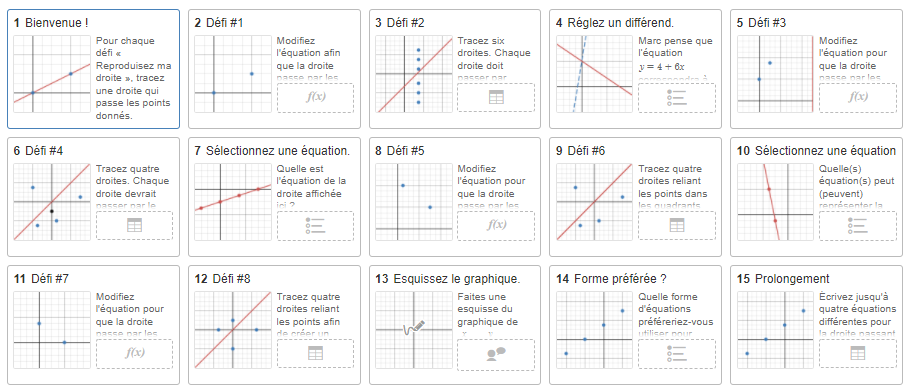 1 Bienvenue !
Pour chaque
défi «
Reproduisez ma
droite », tracez
une droite qui
passe les points
donnés.
2 Défi #1
Modifiez
l'équation afin
que la droite
passe par les
f(x)
3 Défi #2
Tracez six
droites. Chaque
droite doit
passer par
4 Réglez un différend.
Marc pense que
l'équation
y = 4 + 6x
5 Défi #3
Modifiez
l'équation pour
que la droite
passe par les
f(x)
6 Défi #4
Tracez quatre
droites. Chaque
droite devrait
passer par le
7 Sélectionnez une équation.
Quelle est
l'équation de la
droite affichée
ici ?
8 Défi #5
Modifiez
l'équation pour
que la droite
passe par les
f(x)
9 Défi #6
Tracez quatre
droites reliant
les points dans
les quadrants
10 Sélectionnez une équation
Quelle(s)
équation(s) peut
(peuvent)
représenter la
11 Défi #7
Modifiez
l'équation pour
que la droite
passe par les
f(x)
12 Défi #8
Tracez quatre
droites reliant
les points afin
de créer un
13 Esquissez le graphique.
Faites une
esquisse du
graphique de
14 Forme préférée ?
Quelle forme
d'équations
préféreriez-vous
utiliser pour
15 Prolongement
Écrivez jusqu'à
quatre équations
différentes pour
la droite passant